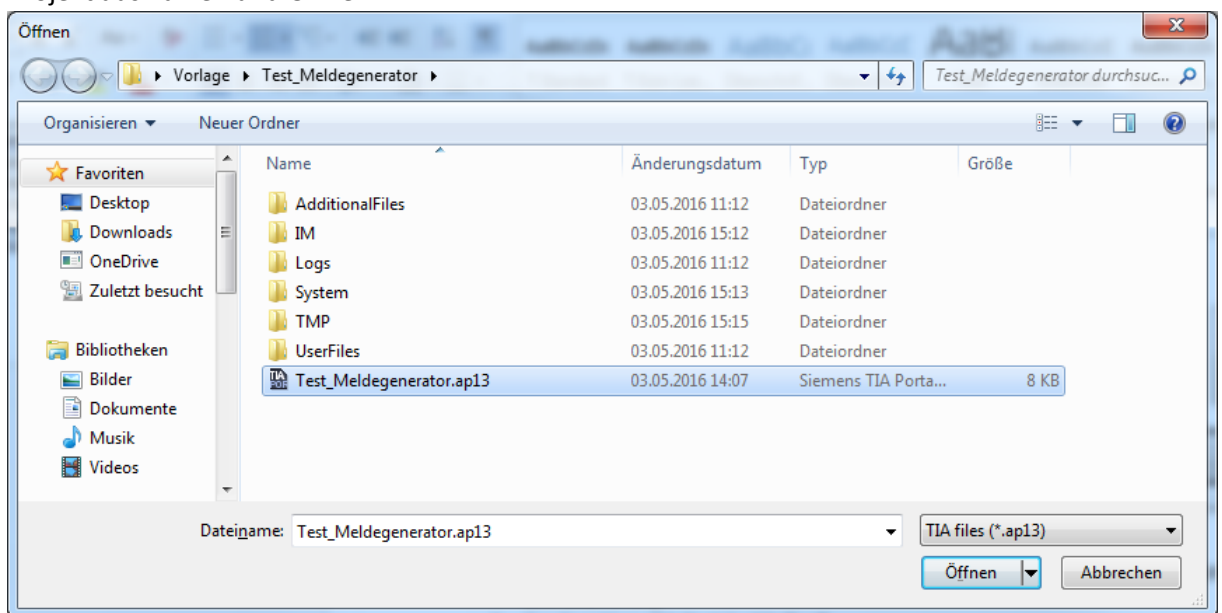 Öffnen
Vorlage Test_Meldegenerator
Test_Meldegenerator durchsuc...
Organisieren Neuer Ordner
Name Änderungsdatum Typ Größe
Favoriten
Desktop
Downloads
OneDrive
Zuletzt besucht
Bibliotheken
Bilder
Dokumente
Musik
Videos
AdditionalFiles 03.05.2016 11:12 Dateiordner
IM 03.05.2016 15:12 Dateiordner
Logs 03.05.2016 11:12 Dateiordner
System 03.05.2016 15:13 Dateiordner
TMP 03.05.2016 15:15 Dateiordner
UserFiles 03.05.2016 11:12 Dateiordner
Test_Meldegenerator.ap13 03.05.2016 14:07 Siemens TIA Porta... 8 KB
Dateiname: Test_Meldegenerator.ap13
TIA files (*.ap13)
Öffnen Abbrechen